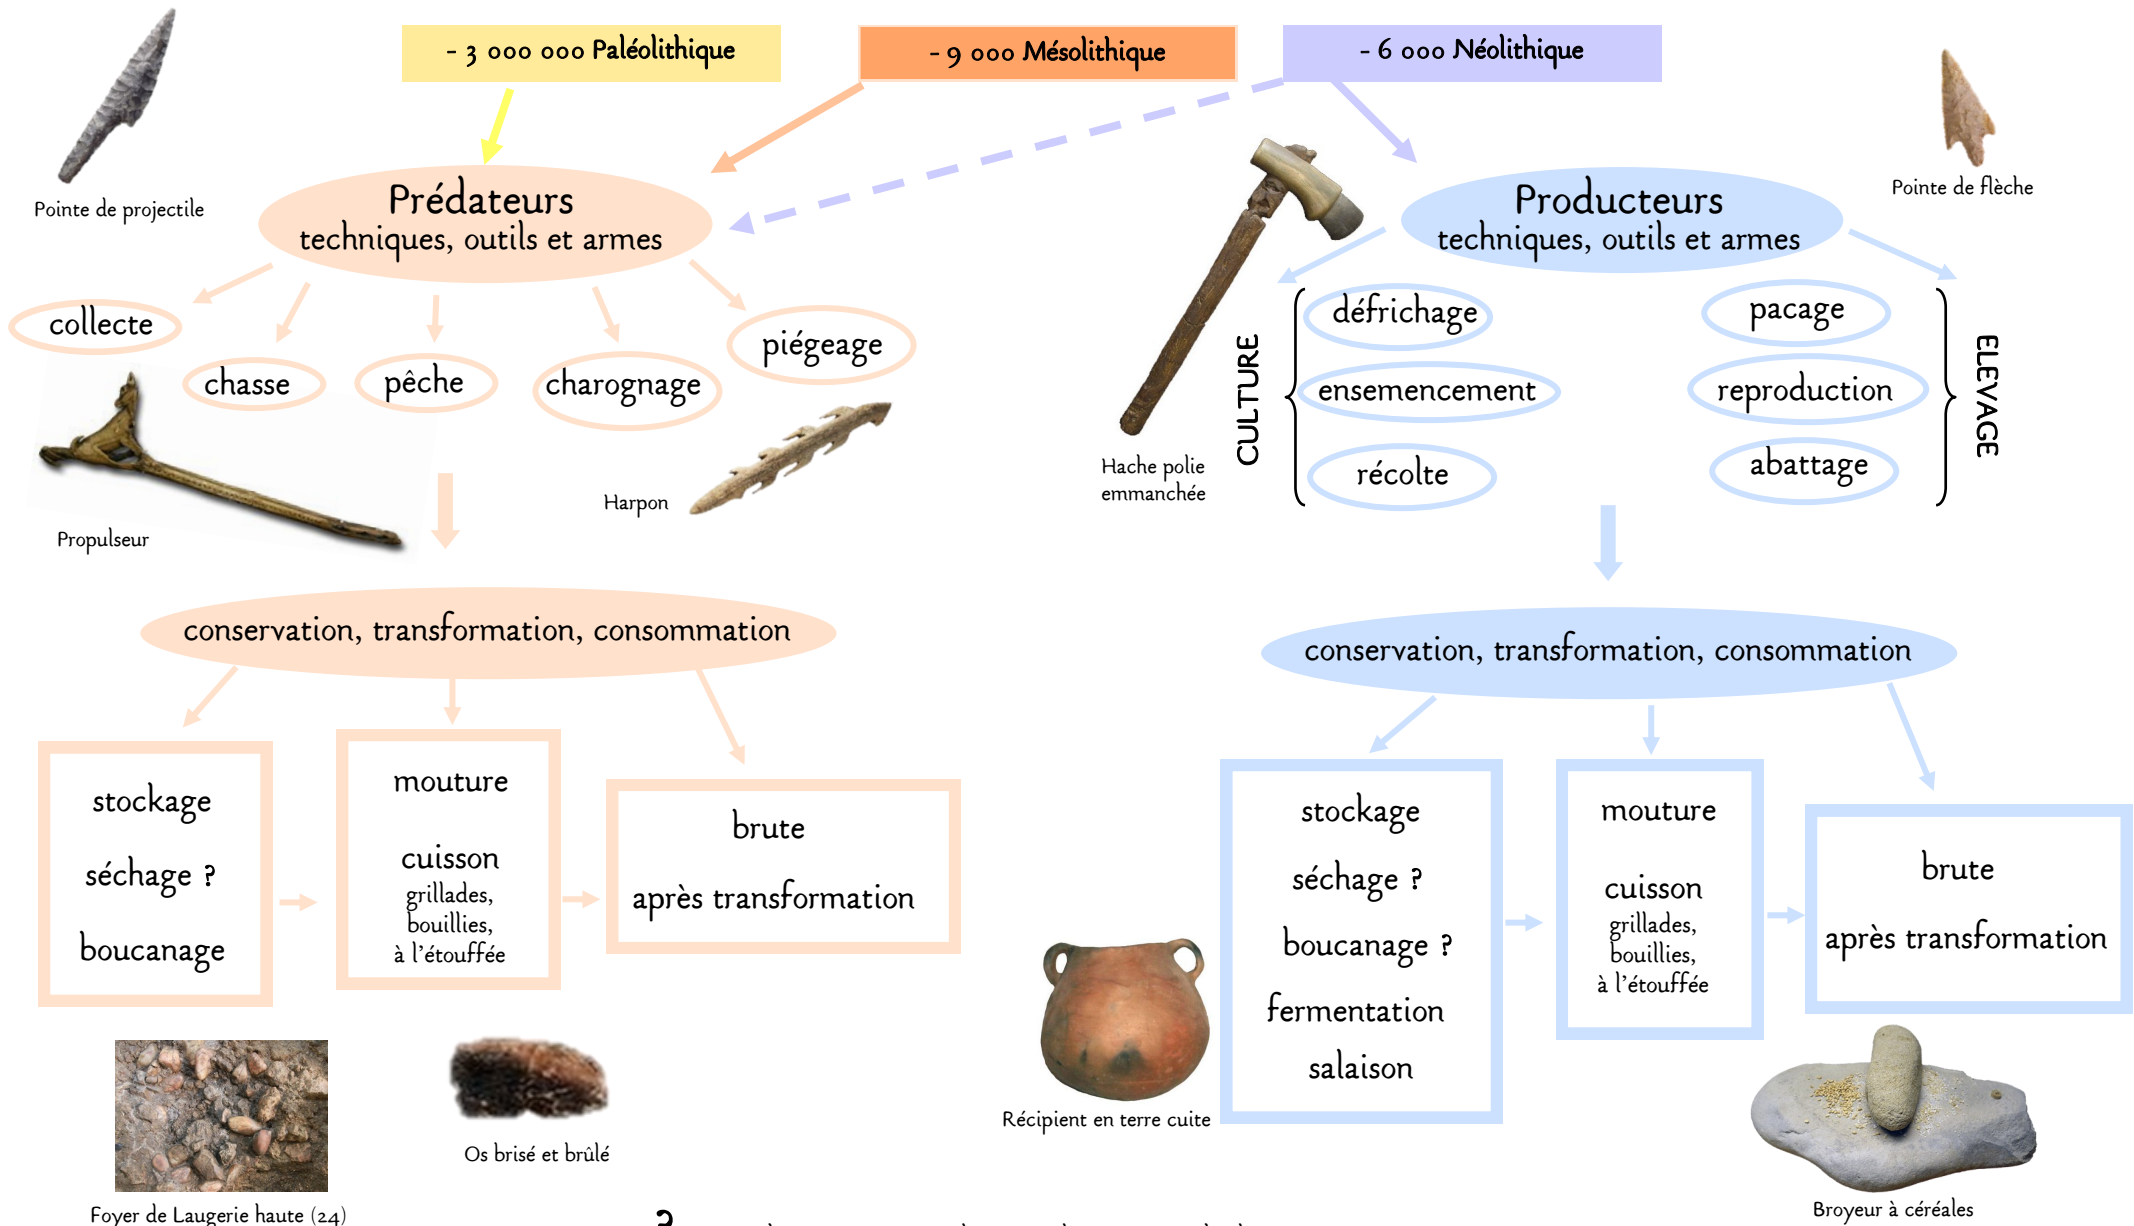 - 3 000 000 Paléolithique
- 9 000 Mésolithique
- 6 000 Néolithique
Pointe de projectile
Prédateurs
techniques, outils et armes
collecte
chasse
pêche
charognage
piégeage
Propulseur
Harpon
conservation, transformation, consommation
stockage
séchage ?
boucanage
mouture
cuisson
grillades,
bouillies,
à l'étouffée
brute
après transformation
Foyer de Laugerie haute (24)
Os brisé et brûlé
Pointe de flèche
Producteurs
techniques, outils et armes
Hache polie
emmanchée
CULTURE
défrichage
ensemencement
récolte
pacage
reproduction
abattage
ELEVAGE
conservation, transformation, consommation
stockage
séchage ?
boucanage ?
fermentation
salaison
mouture
cuisson
grillades,
bouillies,
à l'étouffée
brute
après transformation
Récipient en terre cuite
Broyeur à céréales
?